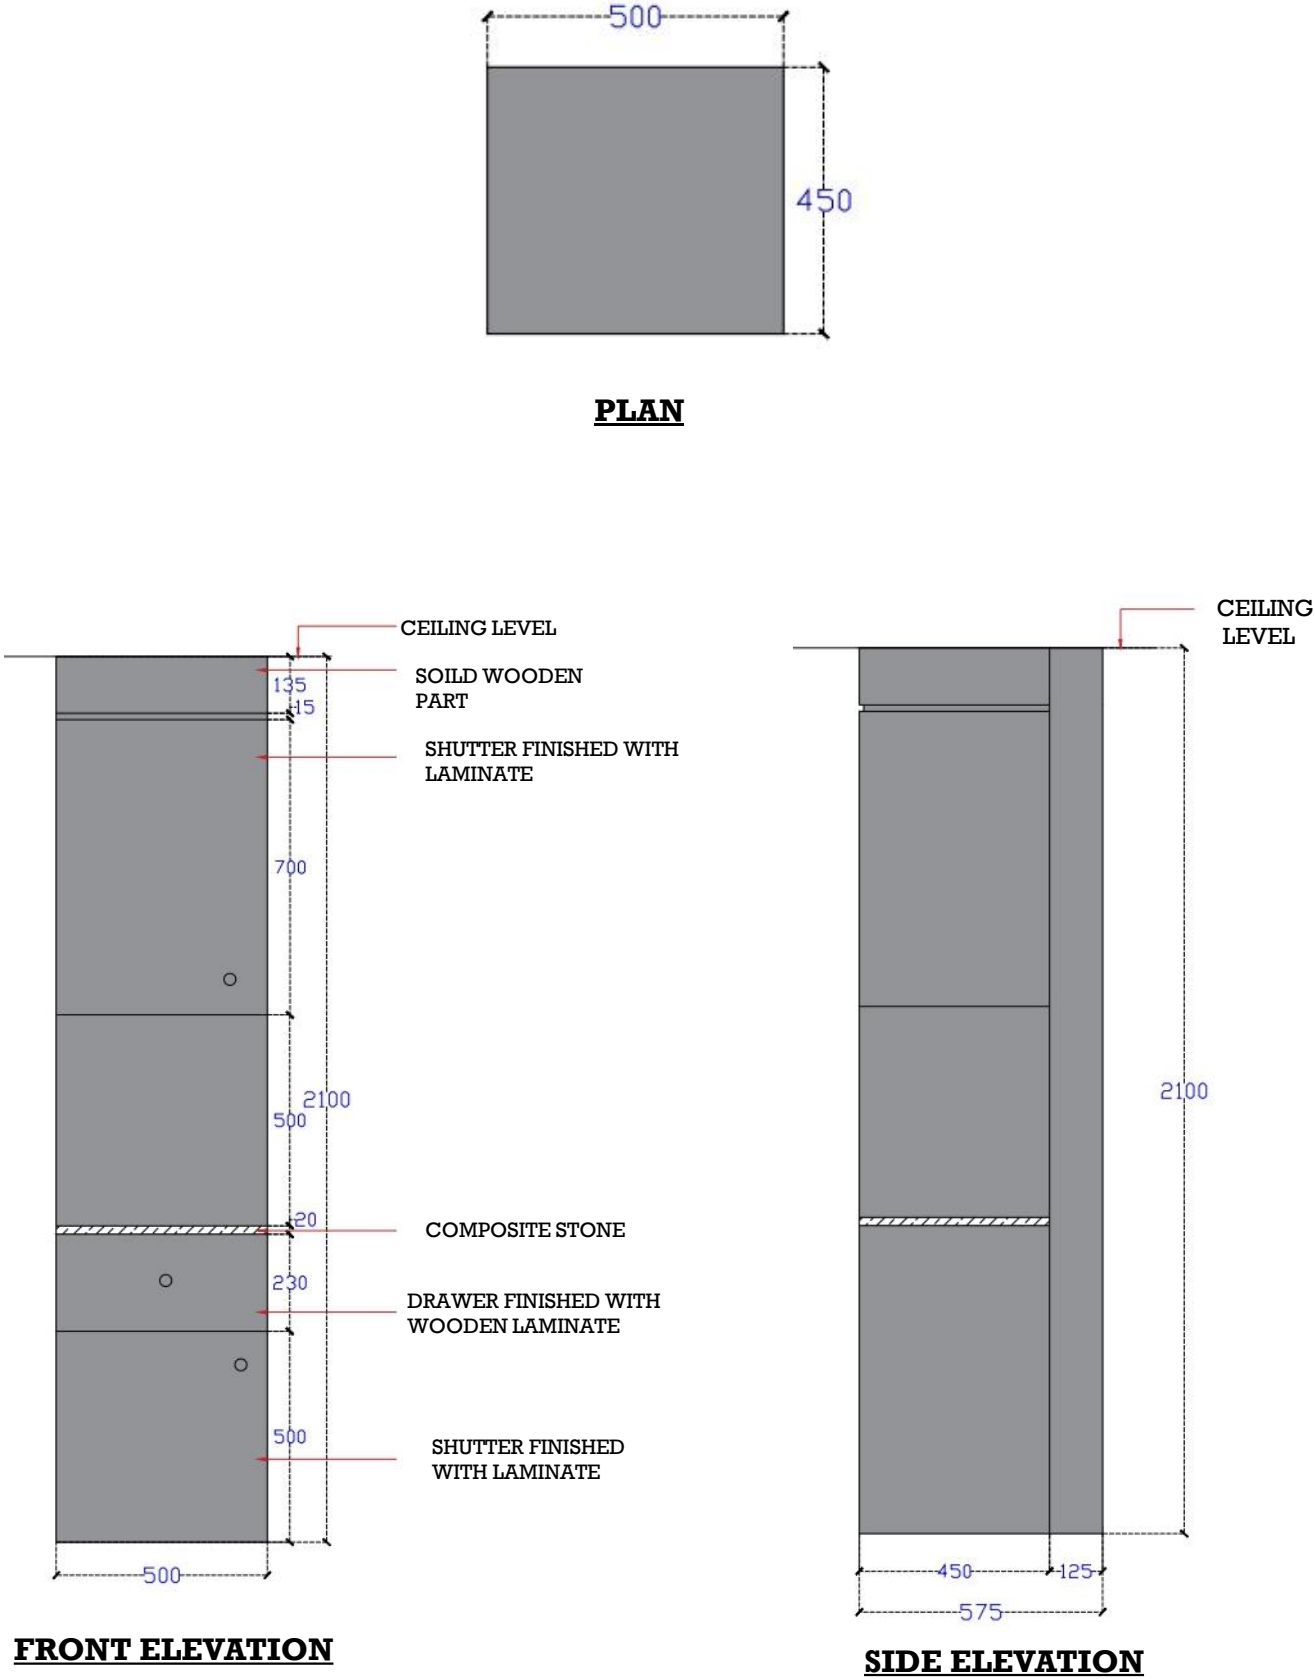 500
450
PLAN
CEILING LEVEL
135
SOILD WOODEN
PART
15
SHUTTER FINISHED WITH
LAMINATE
700
2100
500
20
COMPOSITE STONE
230
DRAWER FINISHED WITH
WOODEN LAMINATE
500
SHUTTER FINISHED
WITH LAMINATE
500
FRONT ELEVATION
CEILING
LEVEL
2100
450
125
575
SIDE ELEVATION